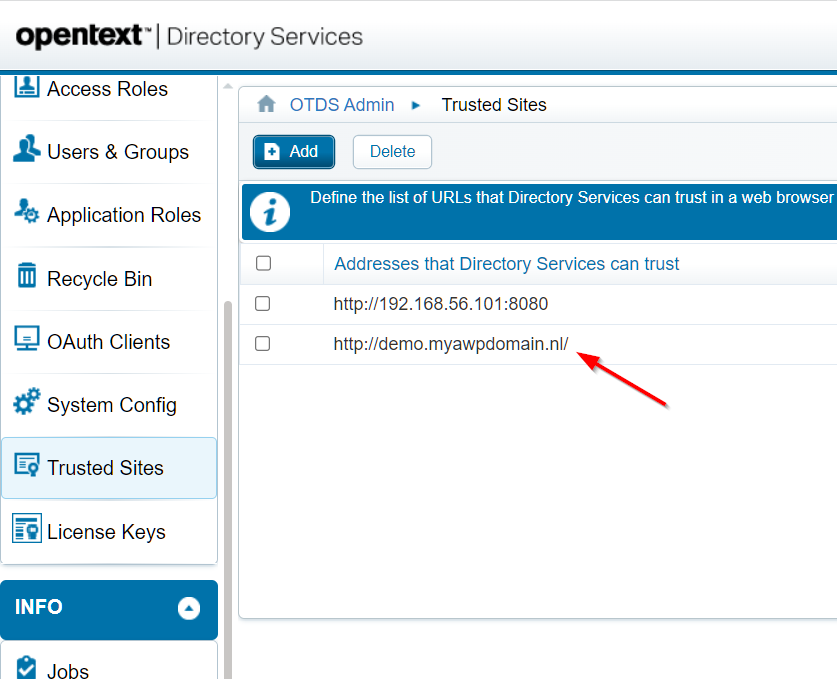 opentext™ | Directory Services
Access Roles
Users & Groups
Application Roles
Recycle Bin
OAuth Clients
System Config
Trusted Sites
License Keys
INFO
Jobs
OTDS Admin ▸ Trusted Sites
Add Delete
Define the list of URLs that Directory Services can trust in a web browser
Addresses that Directory Services can trust
http://192.168.56.101:8080
http://demo.myawpdomain.nl/